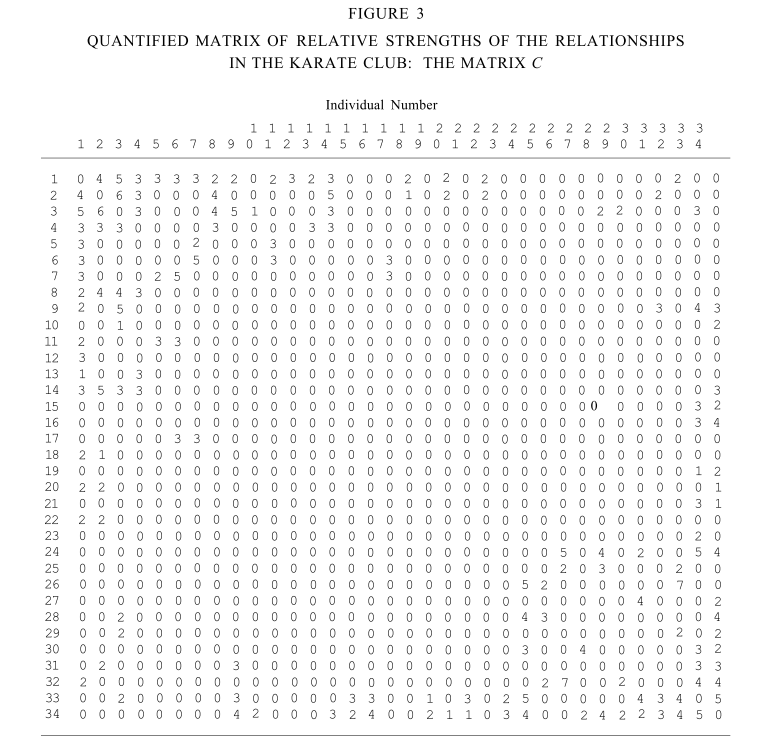 FIGURE 3
QUANTIFIED MATRIX OF RELATIVE STRENGTHS OF THE RELATIONSHIPS
IN THE KARATE CLUB: THE MATRIX C
Individual Number
1 1 1 1 1 1 1 1 1 1 2 2 2 2 2 2 2 2 2 2 3 3 3 3 3
1 2 3 4 5 6 7 8 9 0 1 2 3 4 5 6 7 8 9 0 1 2 3 4 5 6 7 8 9 0 1 2 3 4
1 0 4 5 3 3 3 3 2 2 0 2 3 2 3 0 0 0 2 0 2 0 2 0 0 0 0 0 0 0 0 0 2 0 0
2 4 0 6 3 0 0 0 4 0 0 0 0 0 5 0 0 0 1 0 2 0 2 0 0 0 0 0 0 0 0 2 0 0 0
3 5 6 0 3 0 0 0 4 5 1 0 0 0 3 0 0 0 0 0 0 0 0 0 0 0 0 0 2 2 0 0 0 3 0
4 3 3 3 0 0 0 0 3 0 0 0 0 3 3 0 0 0 0 0 0 0 0 0 0 0 0 0 0 0 0 0 0 0 0
5 3 0 0 0 0 0 2 0 0 0 3 0 0 0 0 0 0 0 0 0 0 0 0 0 0 0 0 0 0 0 0 0 0 0
6 3 0 0 0 0 0 5 0 0 0 3 0 0 0 0 0 3 0 0 0 0 0 0 0 0 0 0 0 0 0 0 0 0 0
7 3 0 0 0 2 5 0 0 0 0 0 0 0 0 0 0 3 0 0 0 0 0 0 0 0 0 0 0 0 0 0 0 0 0
8 2 4 4 3 0 0 0 0 0 0 0 0 0 0 0 0 0 0 0 0 0 0 0 0 0 0 0 0 0 0 0 0 0 0
9 2 0 5 0 0 0 0 0 0 0 0 0 0 0 0 0 0 0 0 0 0 0 0 0 0 0 0 0 0 0 3 0 4 3
10 0 0 1 0 0 0 0 0 0 0 0 0 0 0 0 0 0 0 0 0 0 0 0 0 0 0 0 0 0 0 0 0 0 2
11 2 0 0 0 3 3 0 0 0 0 0 0 0 0 0 0 0 0 0 0 0 0 0 0 0 0 0 0 0 0 0 0 0 0
12 3 0 0 0 0 0 0 0 0 0 0 0 0 0 0 0 0 0 0 0 0 0 0 0 0 0 0 0 0 0 0 0 0 0
13 1 0 0 3 0 0 0 0 0 0 0 0 0 0 0 0 0 0 0 0 0 0 0 0 0 0 0 0 0 0 0 0 0 0
14 3 5 3 3 0 0 0 0 0 0 0 0 0 0 0 0 0 0 0 0 0 0 0 0 0 0 0 0 0 0 0 0 0 3
15 0 0 0 0 0 0 0 0 0 0 0 0 0 0 0 0 0 0 0 0 0 0 0 0 0 0 0 0 0 0 0 0 3 2
16 0 0 0 0 0 0 0 0 0 0 0 0 0 0 0 0 0 0 0 0 0 0 0 0 0 0 0 0 0 0 0 0 3 4
17 0 0 0 0 0 3 3 0 0 0 0 0 0 0 0 0 0 0 0 0 0 0 0 0 0 0 0 0 0 0 0 0 0 0
18 2 1 0 0 0 0 0 0 0 0 0 0 0 0 0 0 0 0 0 0 0 0 0 0 0 0 0 0 0 0 0 0 0 0
19 0 0 0 0 0 0 0 0 0 0 0 0 0 0 0 0 0 0 0 0 0 0 0 0 0 0 0 0 0 0 0 0 1 2
20 2 2 0 0 0 0 0 0 0 0 0 0 0 0 0 0 0 0 0 0 0 0 0 0 0 0 0 0 0 0 0 0 0 1
21 0 0 0 0 0 0 0 0 0 0 0 0 0 0 0 0 0 0 0 0 0 0 0 0 0 0 0 0 0 0 0 0 3 1
22 2 2 0 0 0 0 0 0 0 0 0 0 0 0 0 0 0 0 0 0 0 0 0 0 0 0 0 0 0 0 0 0 0 0
23 0 0 0 0 0 0 0 0 0 0 0 0 0 0 0 0 0 0 0 0 0 0 0 0 0 0 0 0 0 0 0 0 2 0
24 0 0 0 0 0 0 0 0 0 0 0 0 0 0 0 0 0 0 0 0 0 0 0 0 0 5 0 4 0 2 0 0 5 4
25 0 0 0 0 0 0 0 0 0 0 0 0 0 0 0 0 0 0 0 0 0 0 0 0 0 2 0 3 0 0 0 2 0 0
26 0 0 0 0 0 0 0 0 0 0 0 0 0 0 0 0 0 0 0 0 0 0 0 5 2 0 0 0 0 0 0 7 0 0
27 0 0 0 0 0 0 0 0 0 0 0 0 0 0 0 0 0 0 0 0 0 0 0 0 0 0 0 0 0 4 0 0 0 2
28 0 0 2 0 0 0 0 0 0 0 0 0 0 0 0 0 0 0 0 0 0 0 0 4 3 0 0 0 0 0 0 0 0 4
29 0 0 2 0 0 0 0 0 0 0 0 0 0 0 0 0 0 0 0 0 0 0 0 0 0 0 0 0 0 0 0 2 0 2
30 0 0 0 0 0 0 0 0 0 0 0 0 0 0 0 0 0 0 0 0 0 0 0 3 0 0 4 0 0 0 0 0 3 2
31 0 2 0 0 0 0 0 0 3 0 0 0 0 0 0 0 0 0 0 0 0 0 0 0 0 0 0 0 0 0 0 0 3 3
32 2 0 0 0 0 0 0 0 0 0 0 0 0 0 0 0 0 0 0 0 0 0 0 0 2 7 0 0 2 0 0 0 4 4
33 0 0 2 0 0 0 0 0 3 0 0 0 0 0 3 3 0 0 1 0 3 0 2 5 0 0 0 0 0 4 3 4 0 5
34 0 0 0 0 0 0 0 0 4 2 0 0 0 3 2 4 0 0 2 1 1 0 3 4 0 0 2 4 2 2 3 4 5 0